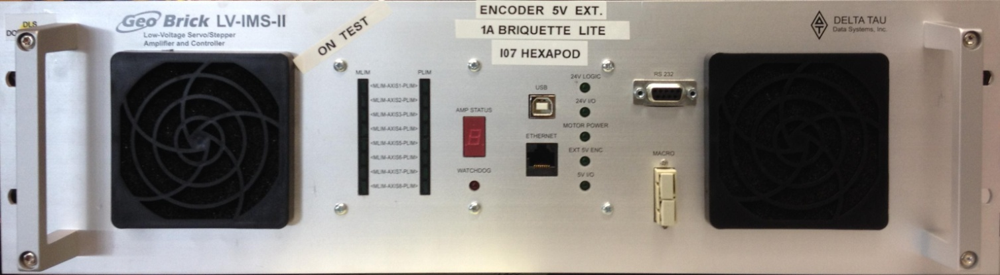 DLS
DO
Geo Brick LV-IMS-II
Low-Voltage Servo/Stepper
Amplifier and Controller
ON TEST
ENCODER 5V EXT.
1A BRIQUETTE LITE
I07 HEXAPOD
DELTA TAU
Data Systems, Inc.
MLIM
PLIM
<MLIM-AXIS1-PLIM>
<MLIM-AXIS2-PLIM>
<MLIM-AXIS3-PLIM>
<MLIM-AXIS4-PLIM>
<MLIM-AXIS5-PLIM>
<MLIM-AXIS6-PLIM>
<MLIM-AXIS7-PLIM>
<MLIM-AXIS8-PLIM>
AMP STATUS
WATCHDOG
USB
ETHERNET
24V LOGIC
24V I/O
MOTOR POWER
EXT 5V ENC
5V I/O
RS 232
MACRO